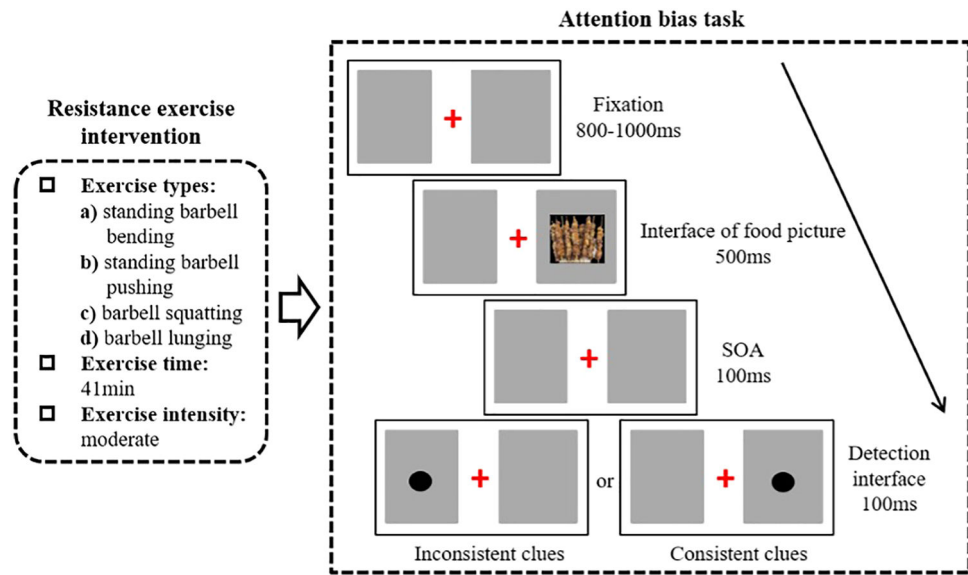 Attention bias task
Resistance exercise
intervention
Exercise types:
a) standing barbell
bending
b) standing barbell
pushing
c) barbell squatting
d) barbell lunging
Exercise time:
41min
Exercise intensity:
moderate
Fixation
800-1000ms
Interface of food picture
500ms
SOA
100ms
or
Detection
interface
100ms
Inconsistent clues
Consistent clues